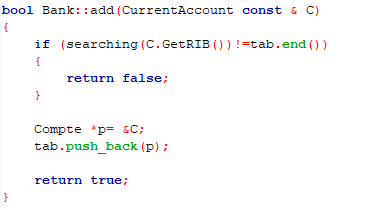 bool Bank::add(CurrentAccount const & C)
{
    if (searching(C.GetRIB())!=tab.end())
    {
        return false;
    }
    Compte *p= &C;
    tab.push_back(p);
    return true;
}